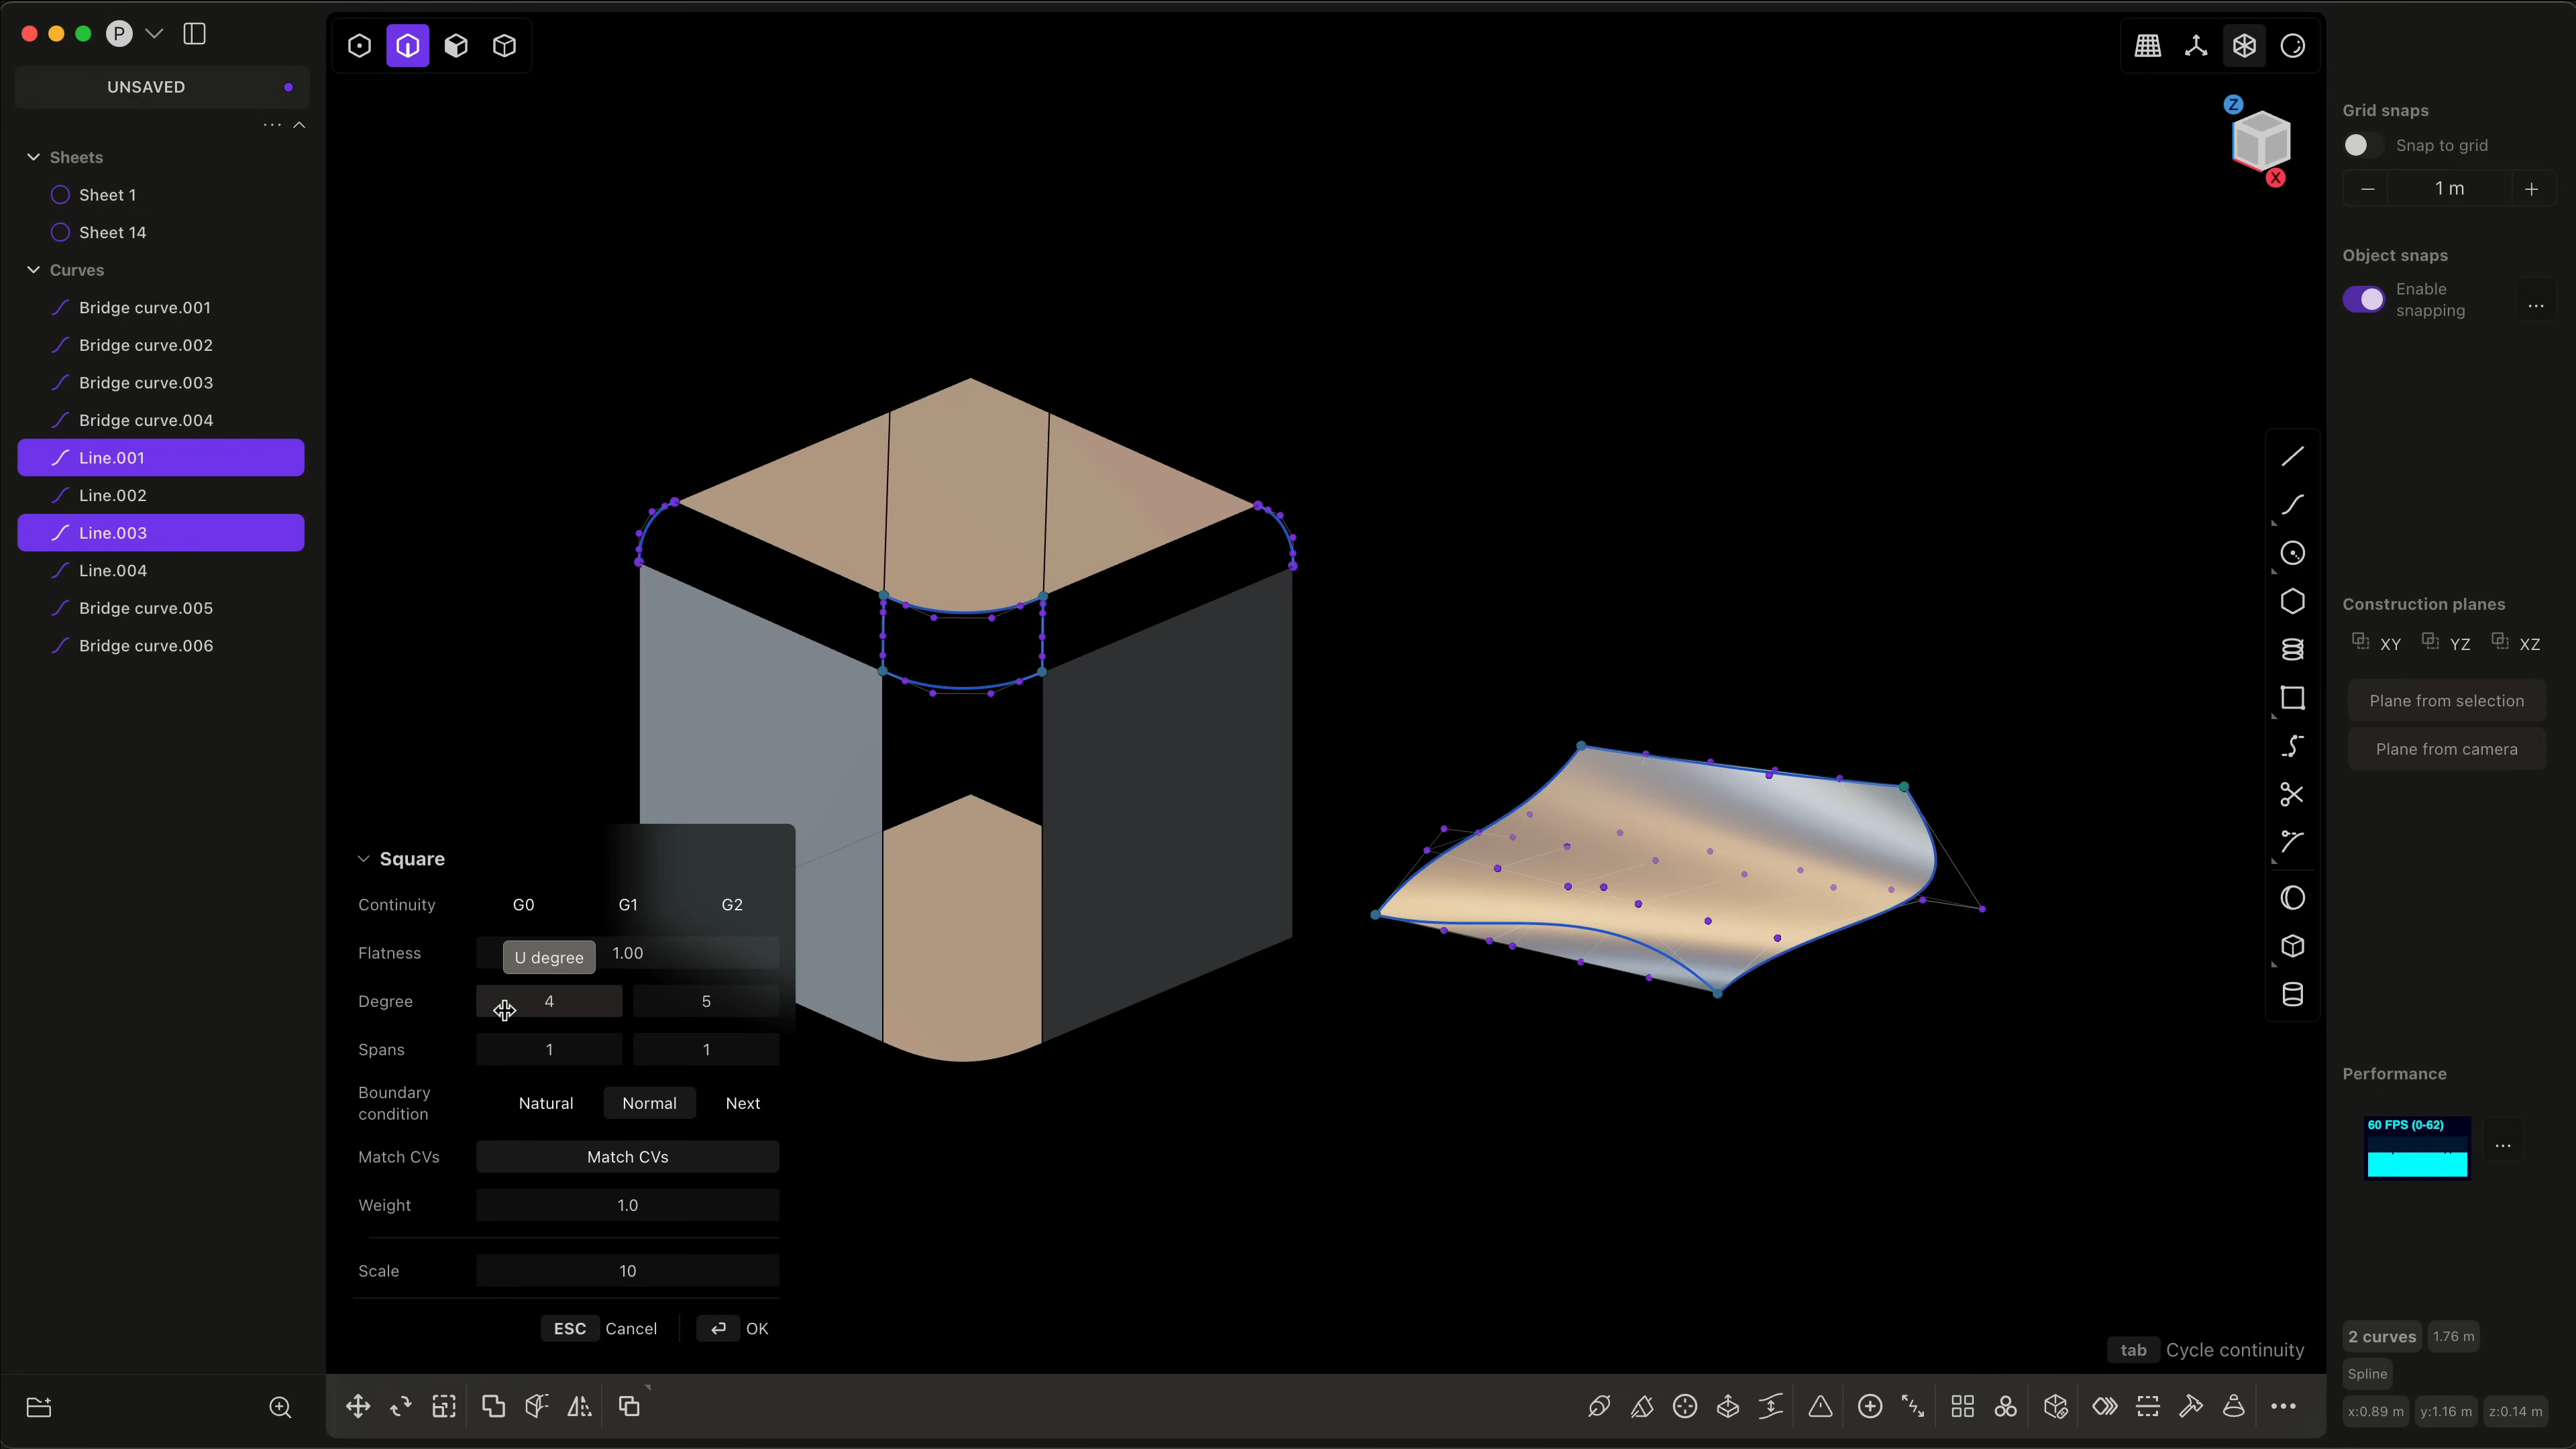 P
UNSAVED
Sheets
Sheet 1
Sheet 14
Curves
Bridge curve.001
Bridge curve.002
Bridge curve.003
Bridge curve.004
Line.001
Line.002
Line.003
Line.004
Bridge curve.005
Bridge curve.006
Z
X
Square
Continuity G0 G1 G2
Flatness 1.00
U degree
Degree 4 5
Spans 1 1
Boundary
condition
Natural Normal Next
Match CVs Match CVs
Weight 1.0
Scale 10
ESC Cancel OK
tab Cycle continuity
Grid snaps
Snap to grid
1 m
Object snaps
Enable
snapping
Construction planes
XY YZ XZ
Plane from selection
Plane from camera
Performance
60 FPS (0-62)
2 curves 1.76 m
Spline
x:0.89 m y:1.16 m z:0.14 m